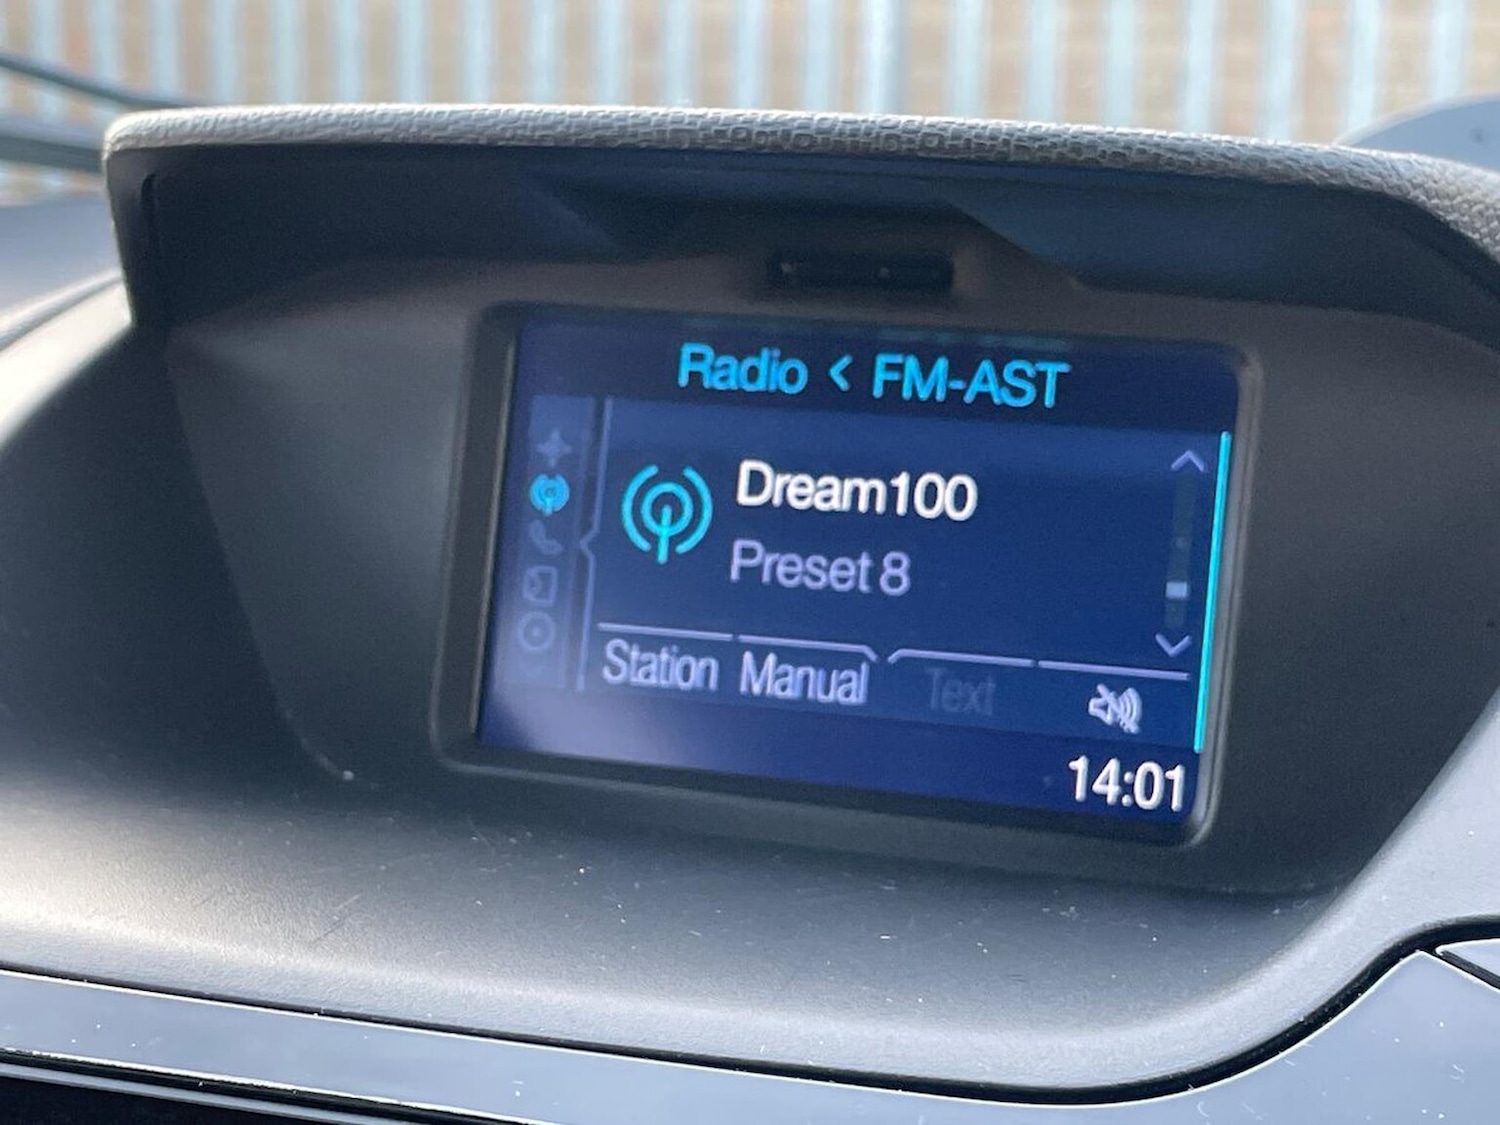 Radio < FM-AST
Dream100
Preset 8
Station Manual Text
14:01